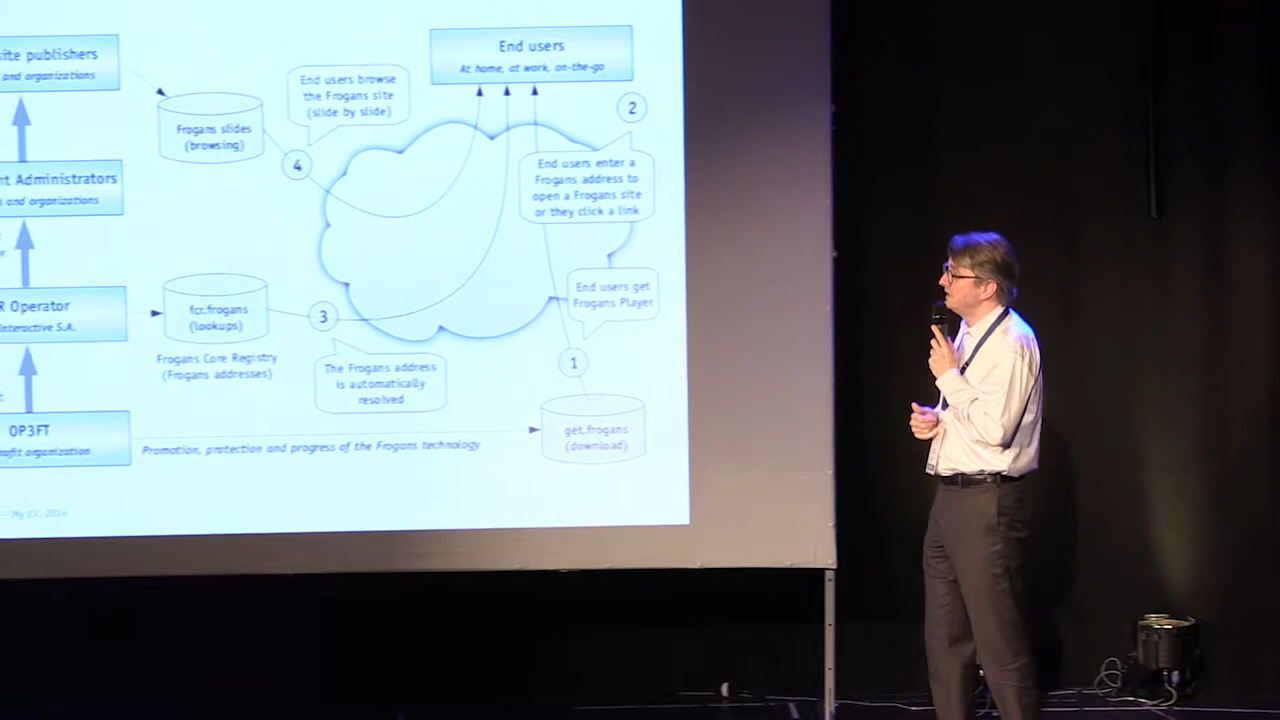 site publishers
and organizations
End users
At home, at work, on-the-go
End users browse
the Frogans site
(slide by slide)
Frogans slides
(browsing)
4
2
End users enter a
Frogans address to
open a Frogans site
or they click a link
nt Administrators
s and organizations
R Operator
Interactive S.A.
fcr.frogans
(lookups)
3
Frogans Core Registry
(Frogans addresses)
The Frogans address
is automatically
resolved
End users get
Frogans Player
1
OP3FT
rofit organization
Promotion, protection and progress of the Frogans technology
get.frogans
(download)